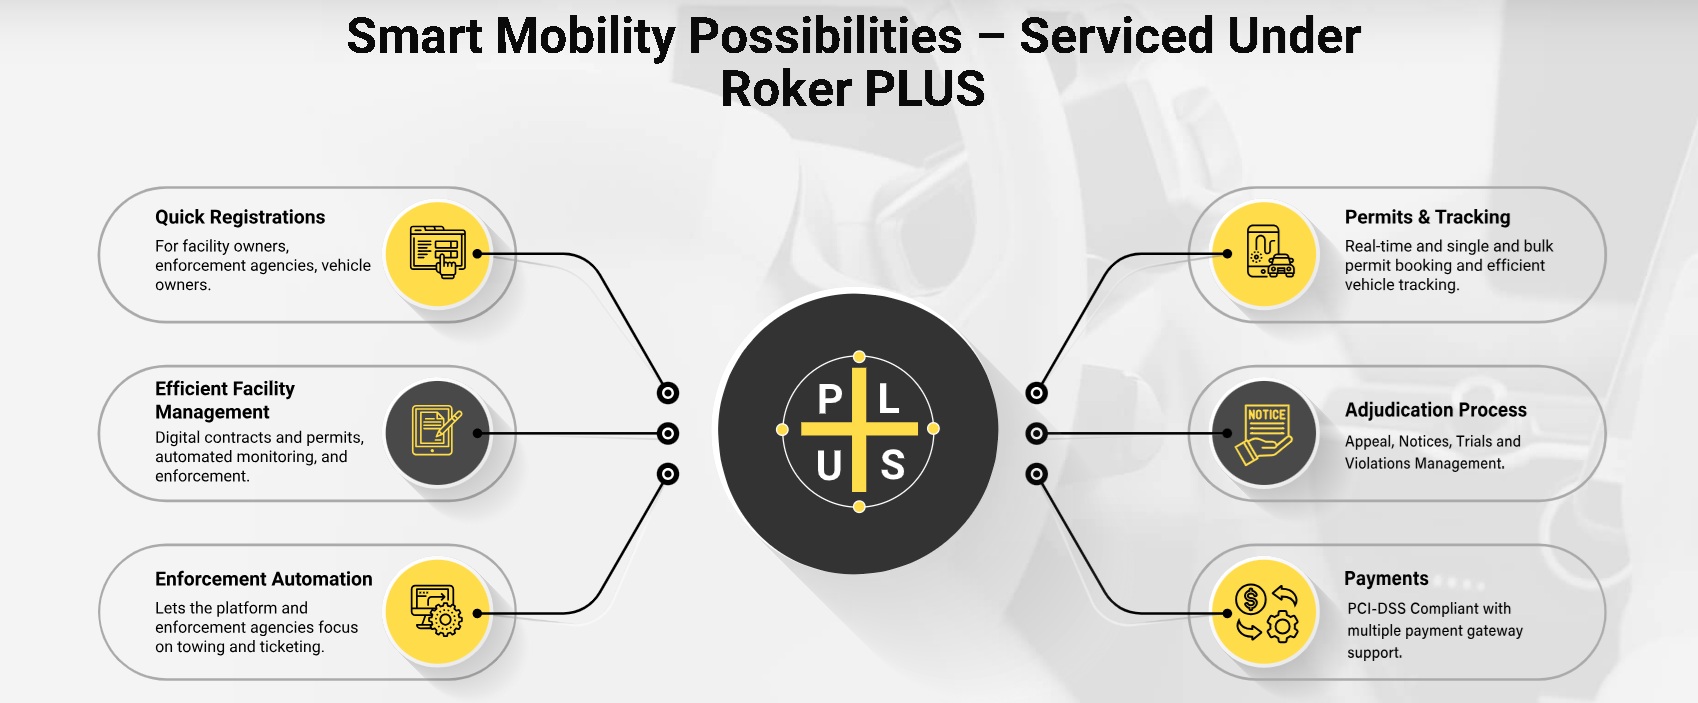 Smart Mobility Possibilities – Serviced Under
Roker PLUS
Quick Registrations
For facility owners,
enforcement agencies, vehicle
owners.
Efficient Facility
Management
Digital contracts and permits,
automated monitoring, and
enforcement.
Enforcement Automation
Lets the platform and
enforcement agencies focus
on towing and ticketing.
P L
U S
Permits & Tracking
Real-time and single and bulk
permit booking and efficient
vehicle tracking.
NOTICE
Adjudication Process
Appeal, Notices, Trials and
Violations Management.
$
Payments
PCI-DSS Compliant with
multiple payment gateway
support.